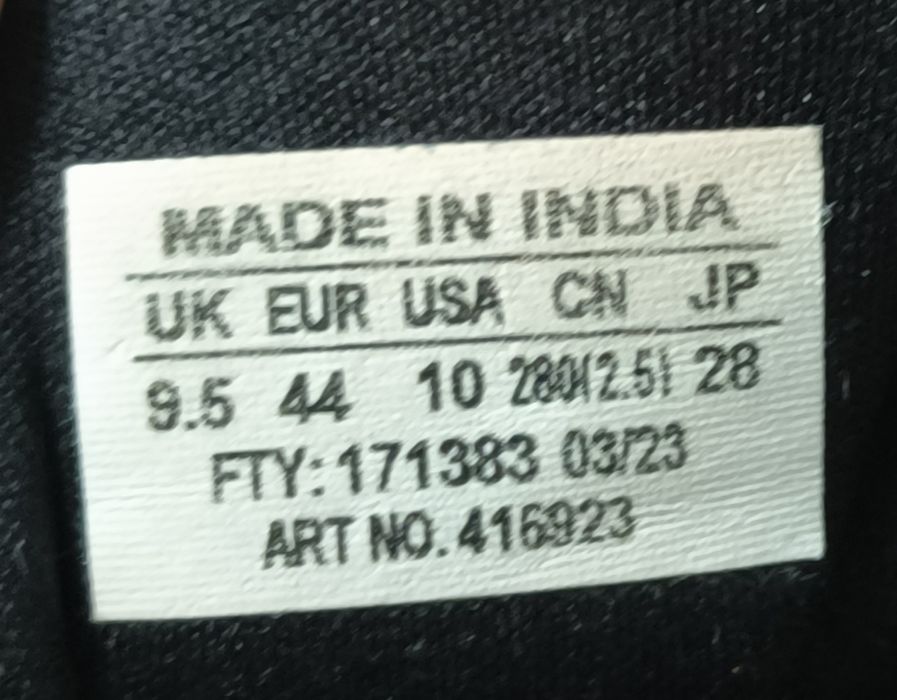 MADE IN INDIA
UK EUR USA CN JP
9.5 44 10 280(2.5) 28
FTY: 171383 03/23
ART NO. 416923